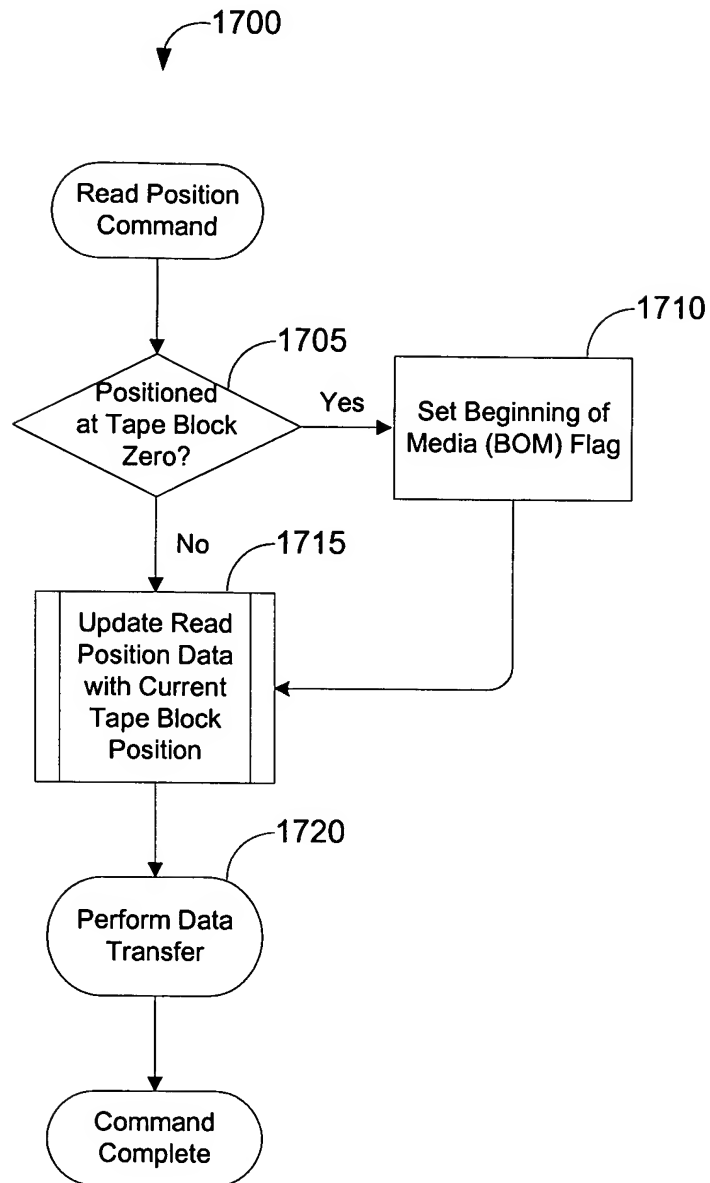 1700
Read Position
Command
1705
Positioned
at Tape Block
Zero?
Yes
1710
Set Beginning of
Media (BOM) Flag
No
1715
Update Read
Position Data
with Current
Tape Block
Position
1720
Perform Data
Transfer
Command
Complete